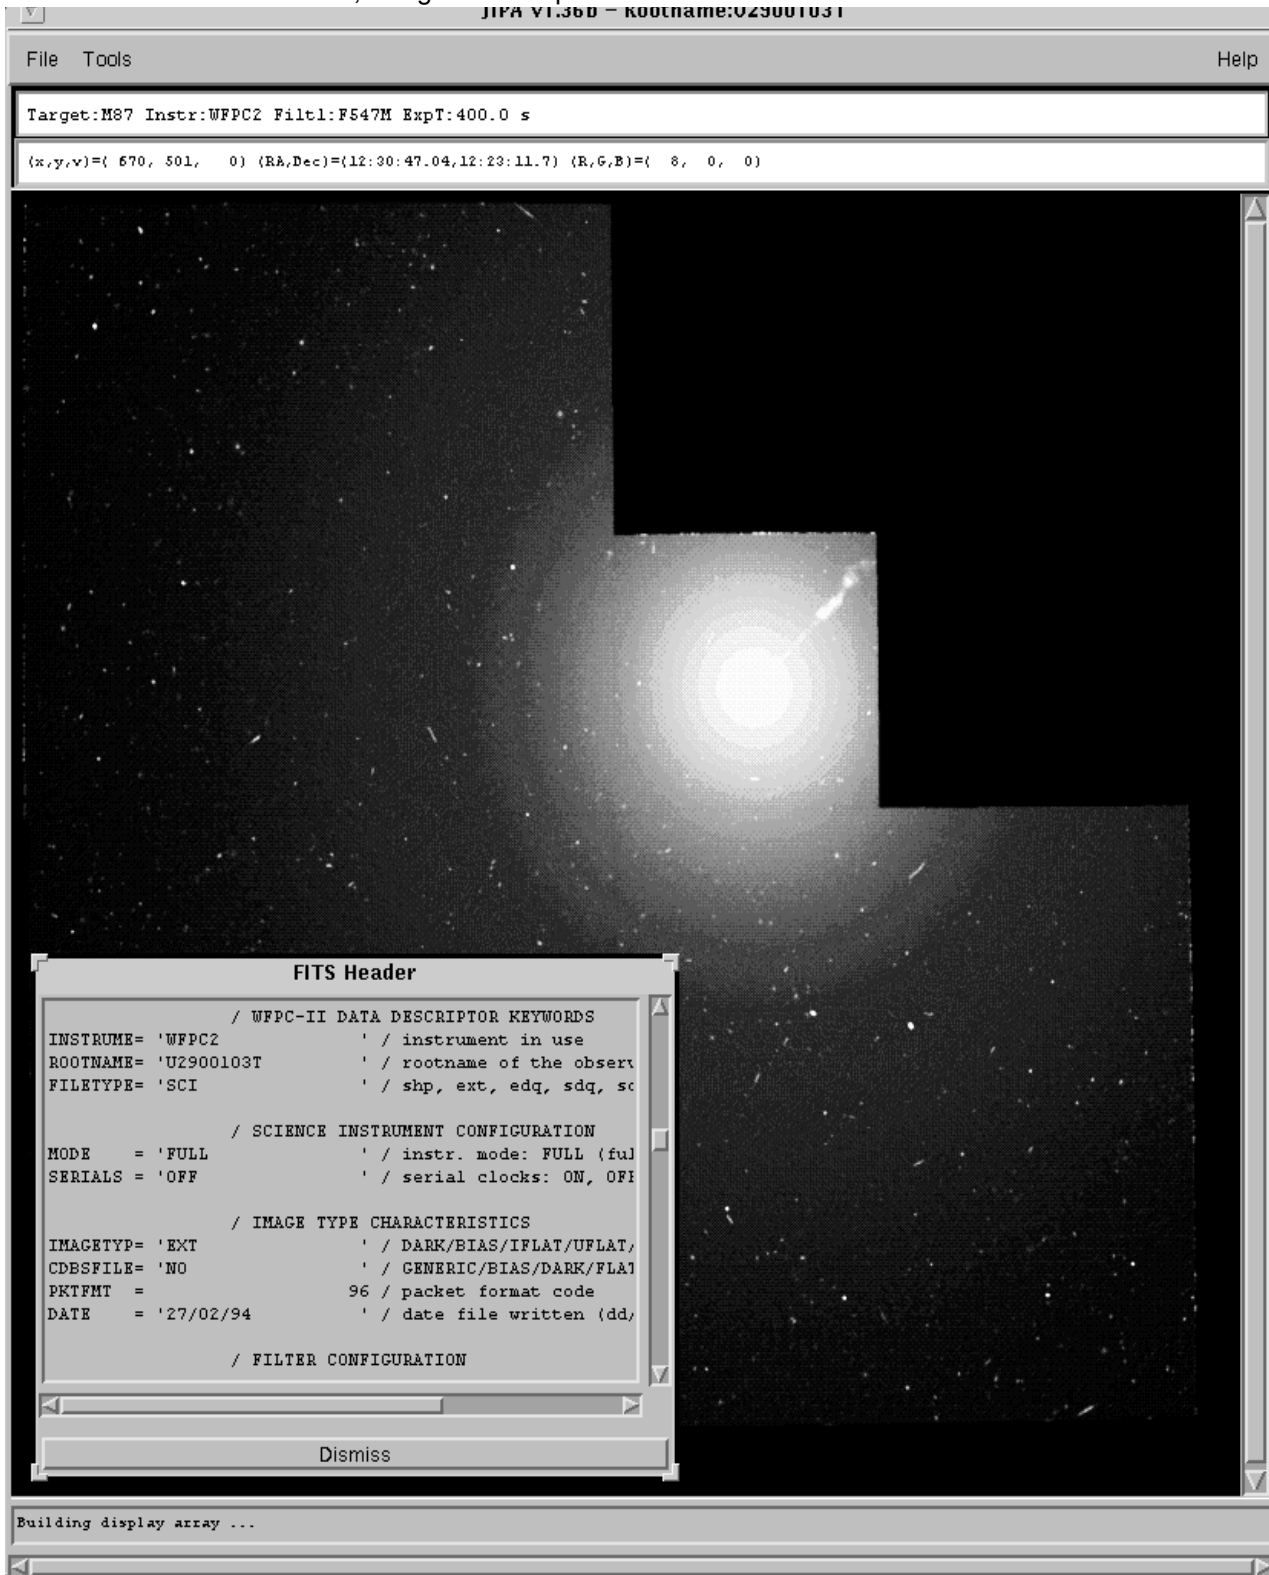 JIPA v1.36b – Rootname:U2900103T
File Tools Help
Target:M87 Instr:WFPC2 Filt1:F547M ExpT:400.0 s
(x,y,v)=( 670, 501, 0) (RA,Dec)=(12:30:47.04,12:23:11.7) (R,G,B)=( 8, 0, 0)
FITS Header
/ WFPC-II DATA DESCRIPTOR KEYWORDS
INSTRUME= 'WFPC2 ' / instrument in use
ROOTNAME= 'U2900103T ' / rootname of the observ
FILETYPE= 'SCI ' / shp, ext, edq, sdq, sc
/ SCIENCE INSTRUMENT CONFIGURATION
MODE = 'FULL ' / instr. mode: FULL (ful
SERIALS = 'OFF ' / serial clocks: ON, OFF
/ IMAGE TYPE CHARACTERISTICS
IMAGETYP= 'EXT ' / DARK/BIAS/IFLAT/UFLAT/
CDBSFILE= 'NO ' / GENERIC/BIAS/DARK/FLAT
PKTFMT = 96 / packet format code
DATE = '27/02/94 ' / date file written (dd/
/ FILTER CONFIGURATION
Dismiss
Building display array ...